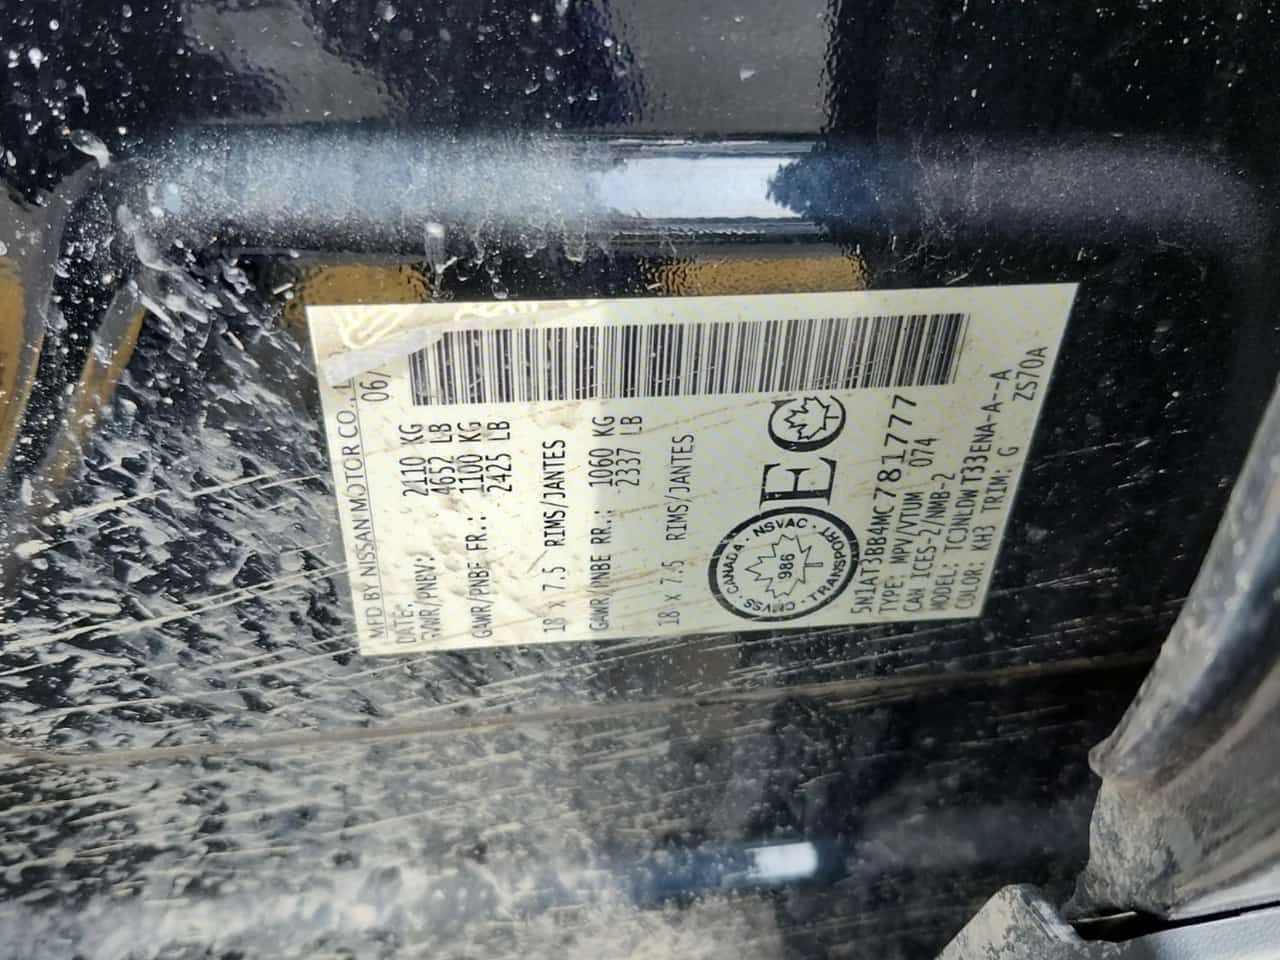 MFD BY NISSAN MOTOR CO.,
DATE: 06/
GVWR/PNBV: 2110 KG
4652 LB
GAWR/PNBE FR.: 1100 KG
2425 LB
18 x 7.5 RIMS/JANTES
GAWR/PNBE RR.: 1060 KG
2337 LB
18 x 7.5 RIMS/JANTES
CANADA · NSVAC · TRANSPORT · CMVSS
986
5N1AT3BB4MC781777
TYPE: MPV/VTUM 074
CAN ICES-2/NMB-2
MODEL: TCJNLDWT33ENA-A--A
COLOR: KH3 TRIM: G ZS70A